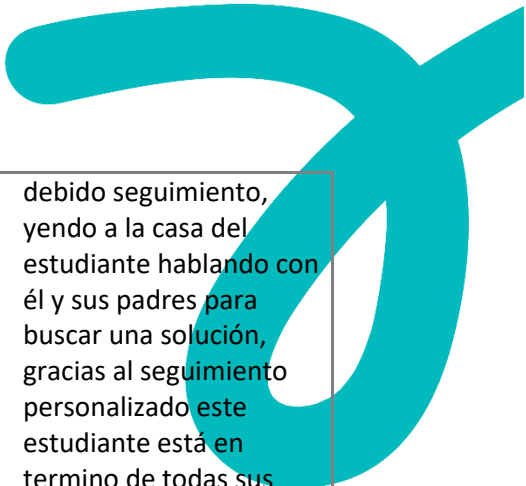 debido seguimiento,
yendo a la casa del
estudiante hablando con
él y sus padres para
buscar una solución,
gracias al seguimiento
personalizado este
estudiante está en
termino de todas sus